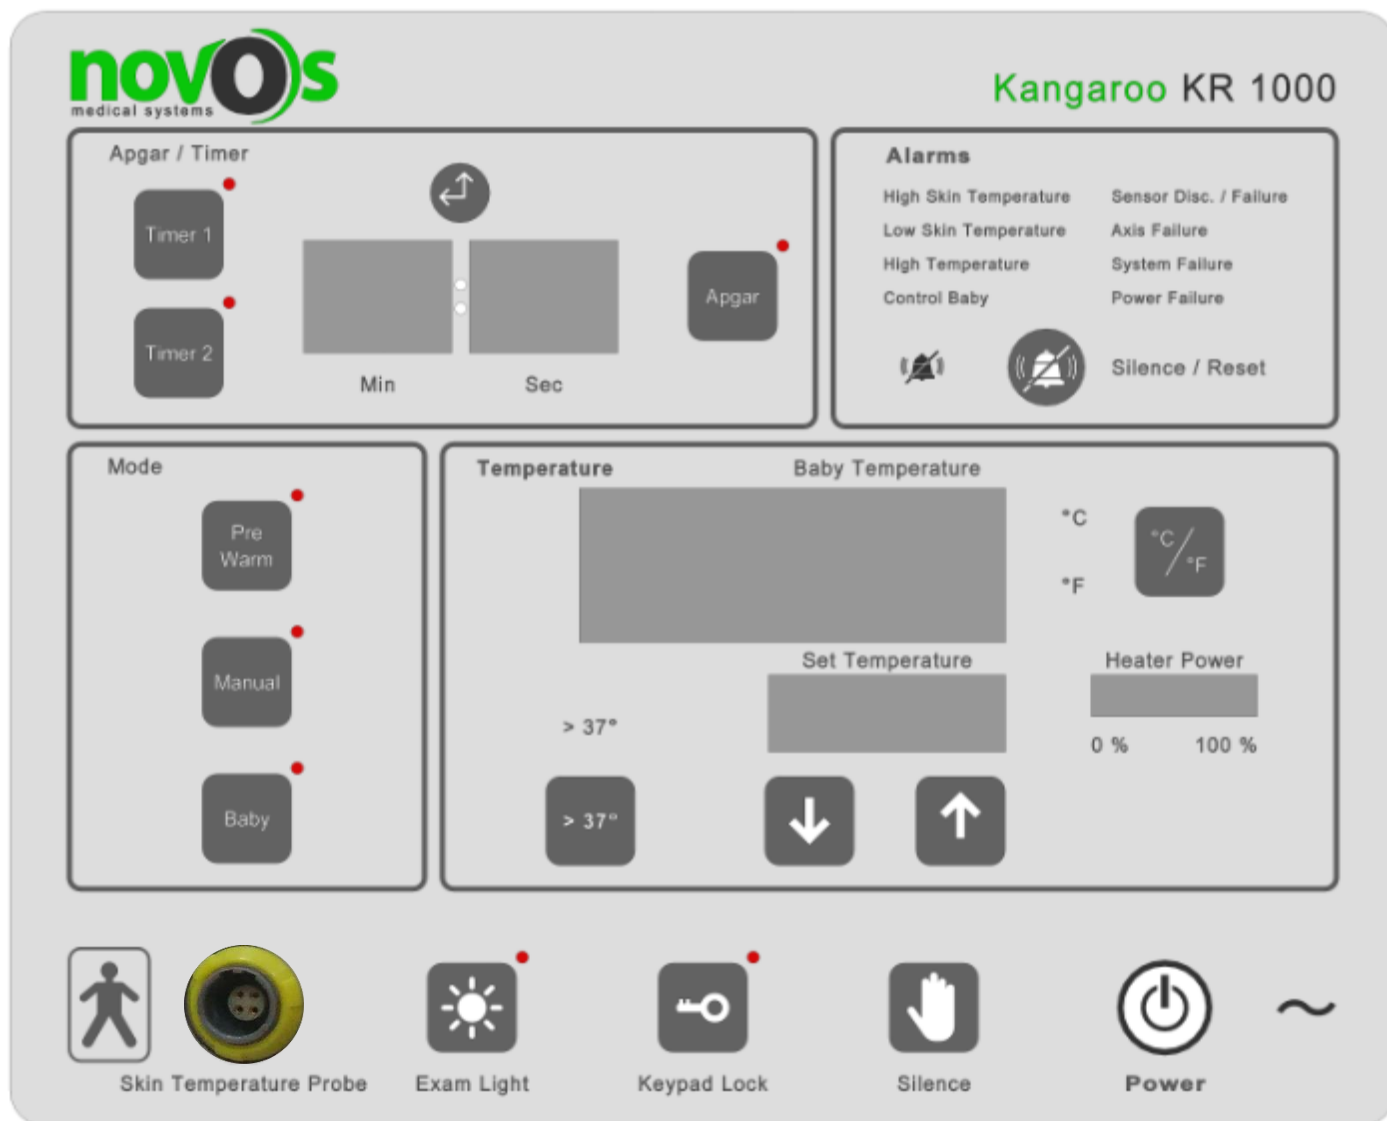 novos
medical systems
Kangaroo KR 1000
Apgar / Timer
Timer 1
Timer 2
Min
Sec
Apgar
Alarms
High Skin Temperature
Sensor Disc. / Failure
Low Skin Temperature
Axis Failure
High Temperature
System Failure
Control Baby
Power Failure
Silence / Reset
Mode
Pre
Warm
Manual
Baby
Temperature
Baby Temperature
°C
°F
°C/°F
Set Temperature
Heater Power
0 %
100 %
> 37°
> 37°
Skin Temperature Probe
Exam Light
Keypad Lock
Silence
Power